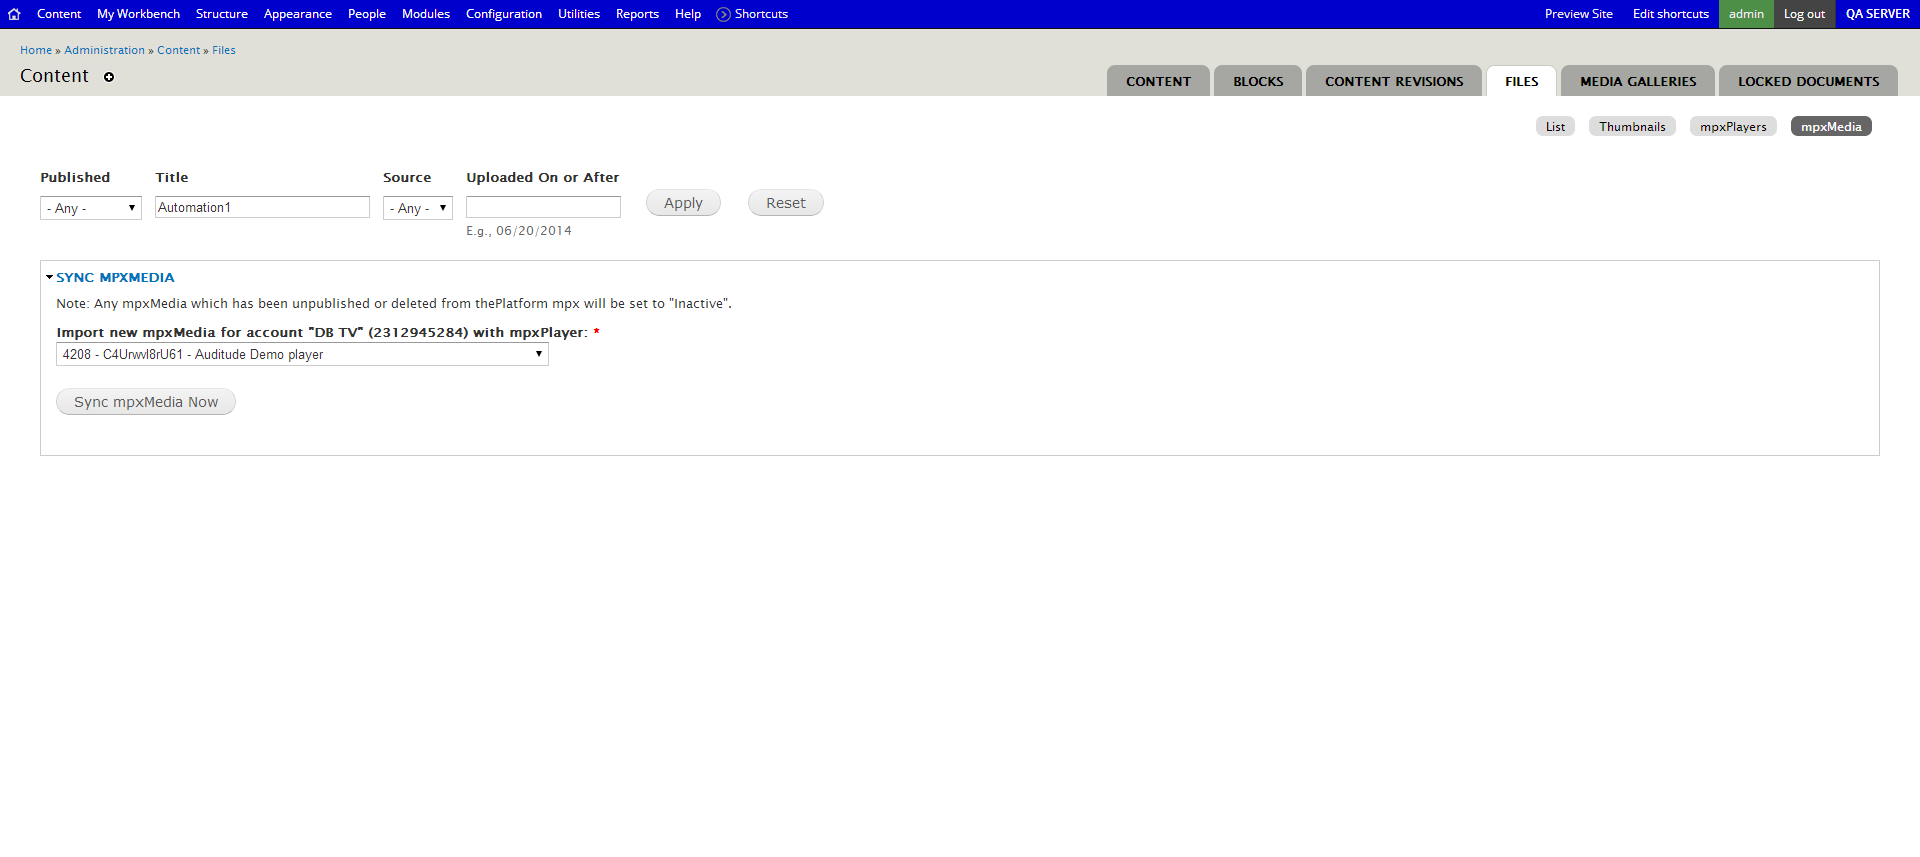 Content My Workbench Structure Appearance People Modules Configuration Utilities Reports Help Shortcuts Preview Site Edit shortcuts admin Log out QA SERVER
Home » Administration » Content » Files
Content
CONTENT BLOCKS CONTENT REVISIONS FILES MEDIA GALLERIES LOCKED DOCUMENTS
List Thumbnails mpxPlayers mpxMedia
Published Title Source Uploaded On or After
- Any - Automation1 - Any - Apply Reset
E.g., 06/20/2014
SYNC MPXMEDIA
Note: Any mpxMedia which has been unpublished or deleted from thePlatform mpx will be set to "Inactive".
Import new mpxMedia for account "DB TV" (2312945284) with mpxPlayer: *
4208 - C4Urwvl8rU61 - Auditude Demo player
Sync mpxMedia Now